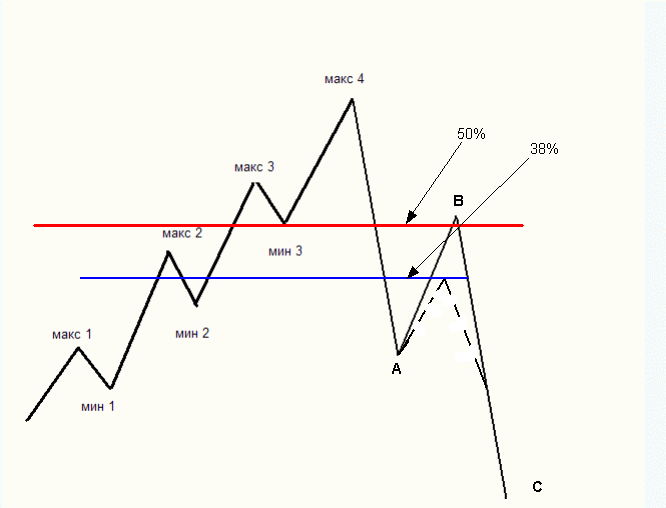 макс 4
50%
38%
макс 3
B
макс 2
мин 3
макс 1
мин 2
A
мин 1
C